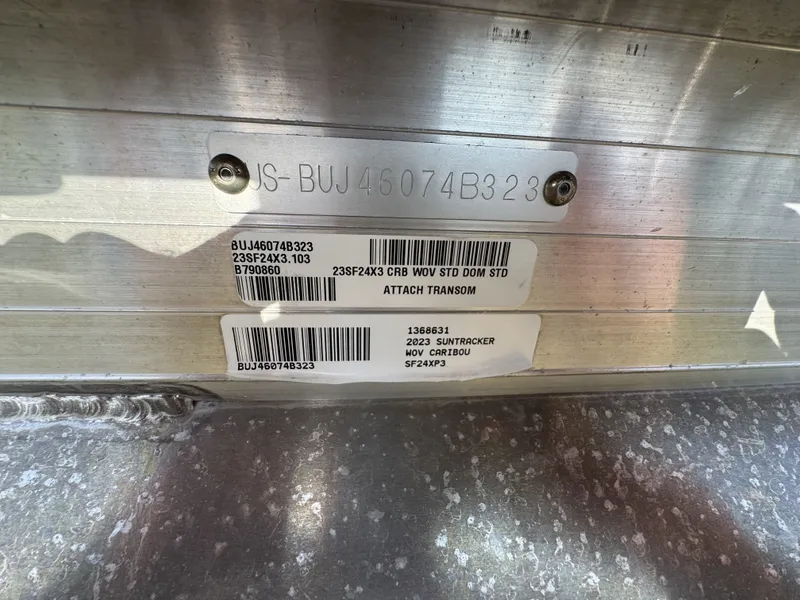 US-BUJ46074B323
BUJ46074B323
23SF24X3.103
B790860
23SF24X3 CRB WOV STD DOM STD
ATTACH TRANSOM
BUJ46074B323
1368631
2023 SUNTRACKER
WOV CARIBOU
SF24XP3